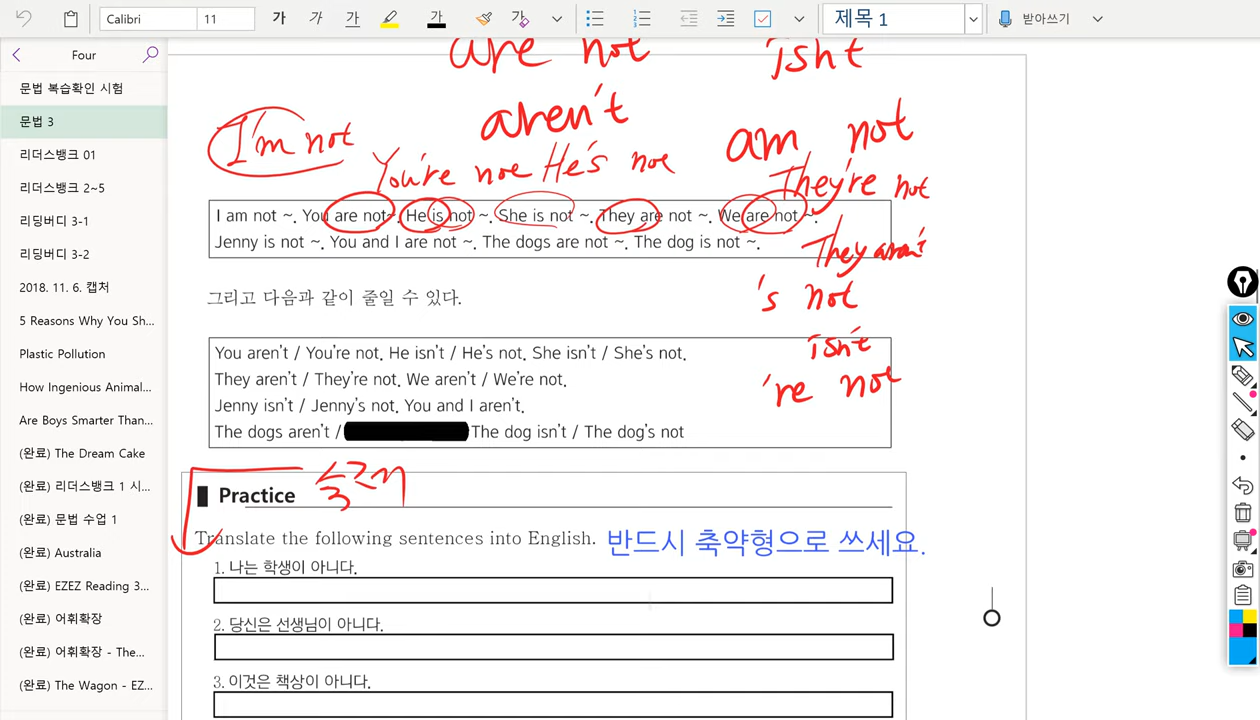 Calibri 11 가 가 가 가 가 제목 1 받아쓰기
Four
문법 복습확인 시험
문법 3
리더스뱅크 01
리더스뱅크 2~5
리딩버디 3-1
리딩버디 3-2
2018. 11. 6. 캡처
5 Reasons Why You Sh...
Plastic Pollution
How Ingenious Animal...
Are Boys Smarter Than...
(완료) The Dream Cake
(완료) 리더스뱅크 1 시...
(완료) 문법 수업 1
(완료) Australia
(완료) EZEZ Reading 3...
(완료) 어휘확장
(완료) 어휘확장 - The...
(완료) The Wagon - EZ...
are not isn't
aren't
I'm not am not
You're not He's not
They're not
I am not ~. You are not~. He is not ~. She is not ~. They are not ~. We are not ~.
Jenny is not ~. You and I are not ~. The dogs are not ~. The dog is not ~.
They aren't
's not
그리고 다음과 같이 줄일 수 있다.
isn't
're not
You aren't / You're not. He isn't / He's not. She isn't / She's not.
They aren't / They're not. We aren't / We're not.
Jenny isn't / Jenny's not. You and I aren't.
The dogs aren't / The dog isn't / The dog's not
Practice
숙제
Translate the following sentences into English. 반드시 축약형으로 쓰세요.
1. 나는 학생이 아니다.
2. 당신은 선생님이 아니다.
3. 이것은 책상이 아니다.